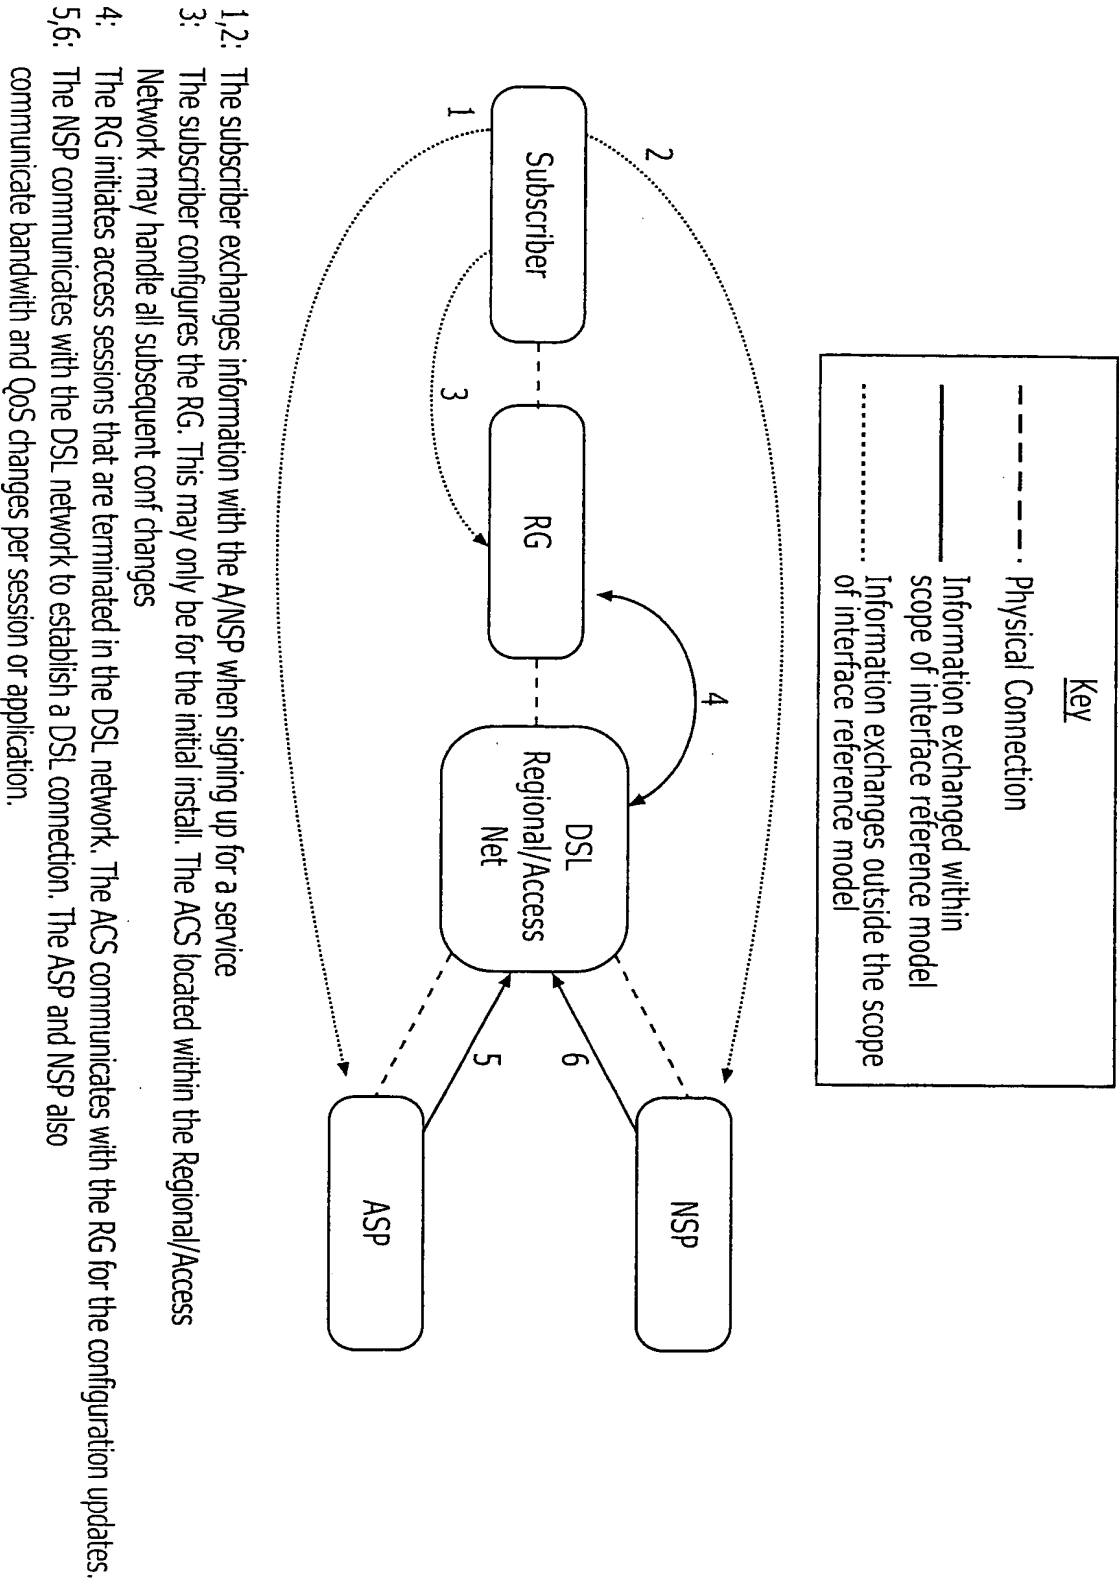 Key
Physical Connection
Information exchanged within
scope of interface reference model
Information exchanges outside the scope
of interface reference model
2
4
NSP
6
Subscriber
RG
DSL
Regional/Access
Net
1
3
5
ASP
1,2: The subscriber exchanges information with the A/NSP when signing up for a service
3: The subscriber configures the RG. This may only be for the initial install. The ACS located within the Regional/Access
Network may handle all subsequent conf changes
4: The RG initiates access sessions that are terminated in the DSL network. The ACS communicates with the RG for the configuration updates.
5,6: The NSP communicates with the DSL network to establish a DSL connection. The ASP and NSP also
communicate bandwith and QoS changes per session or application.